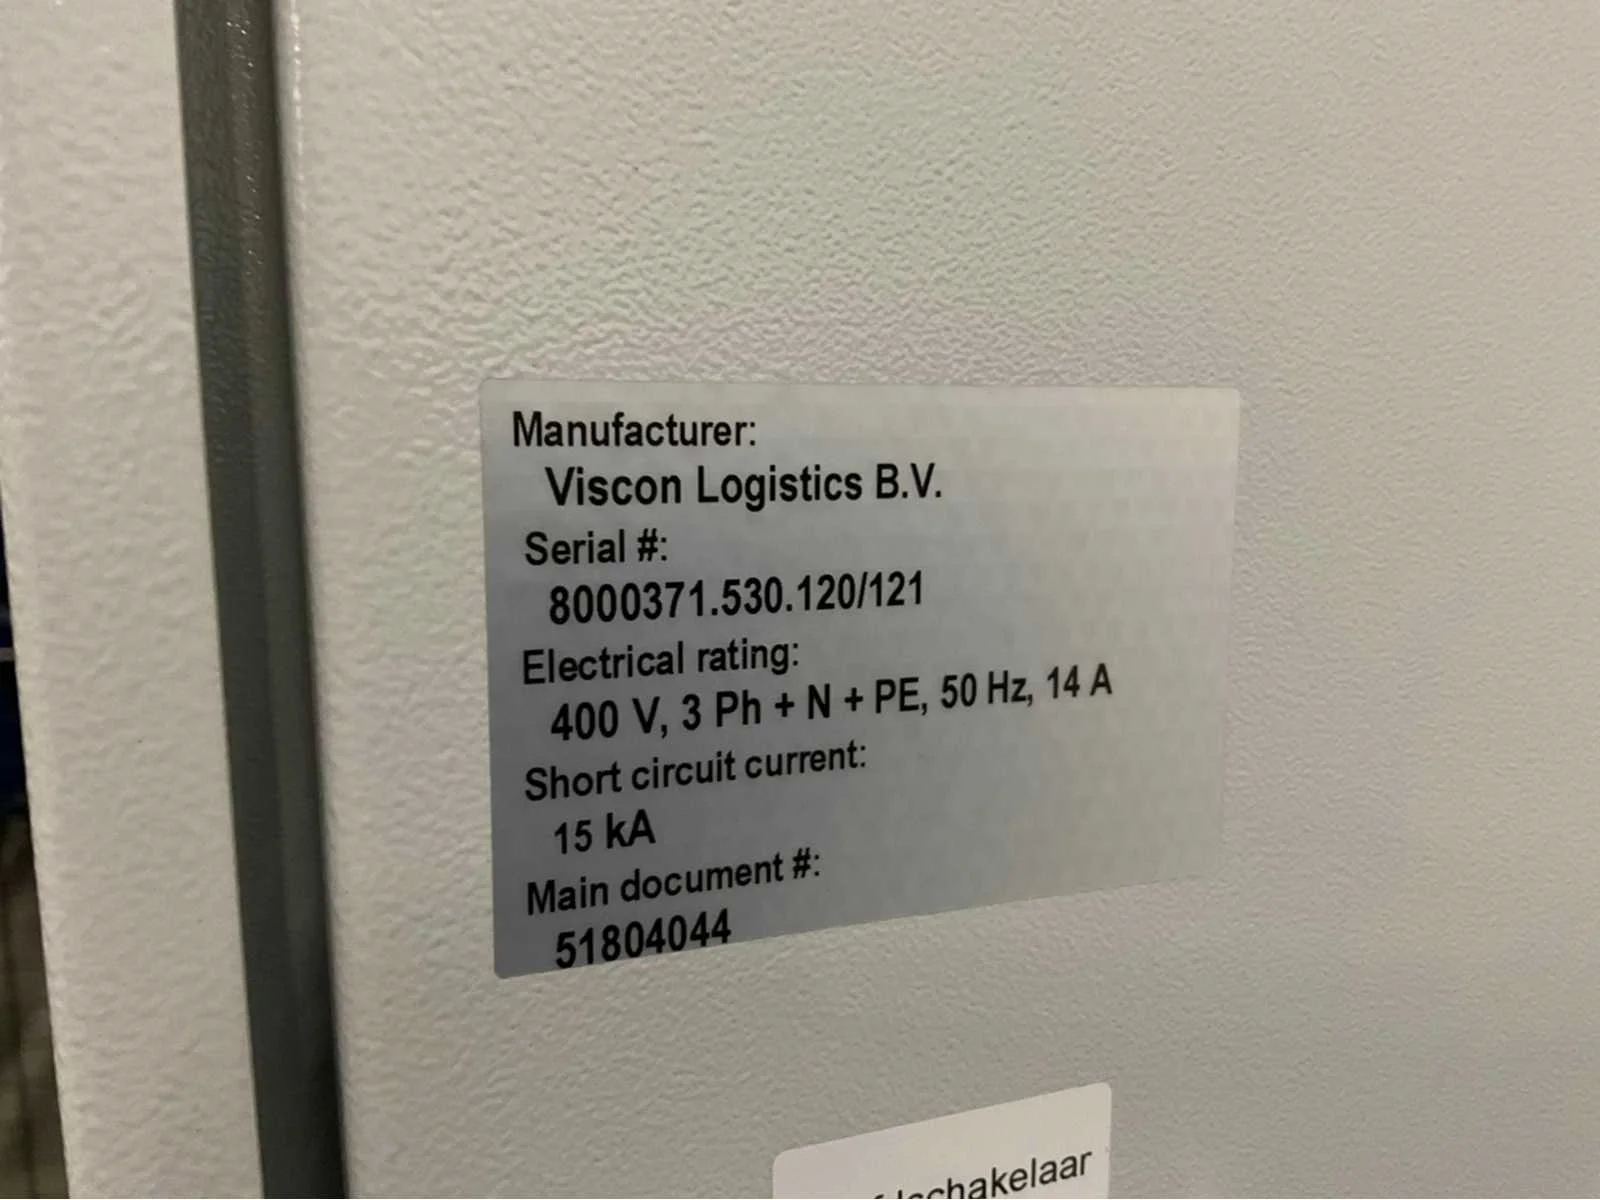 Manufacturer:
Viscon Logistics B.V.
Serial #:
8000371.530.120/121
Electrical rating:
400 V, 3 Ph + N + PE, 50 Hz, 14 A
Short circuit current:
15 kA
Main document #:
51804044